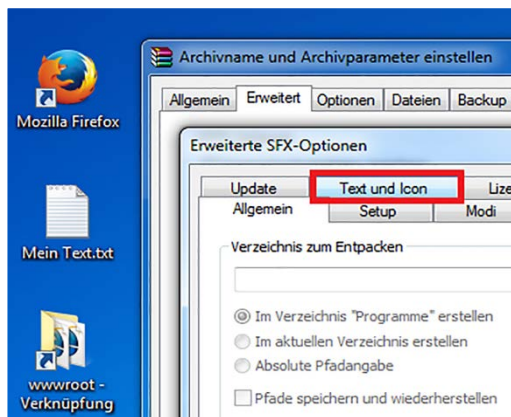 Mozilla Firefox
Mein Text.txt
wwwroot -
Verknüpfung
Archivname und Archivparameter einstellen
Allgemein Erweitert Optionen Dateien Backup
Erweiterte SFX-Optionen
Update Text und Icon Lize
Allgemein Setup Modi
Verzeichnis zum Entpacken
Im Verzeichnis "Programme" erstellen
Im aktuellen Verzeichnis erstellen
Absolute Pfadangabe
Pfade speichern und wiederherstellen